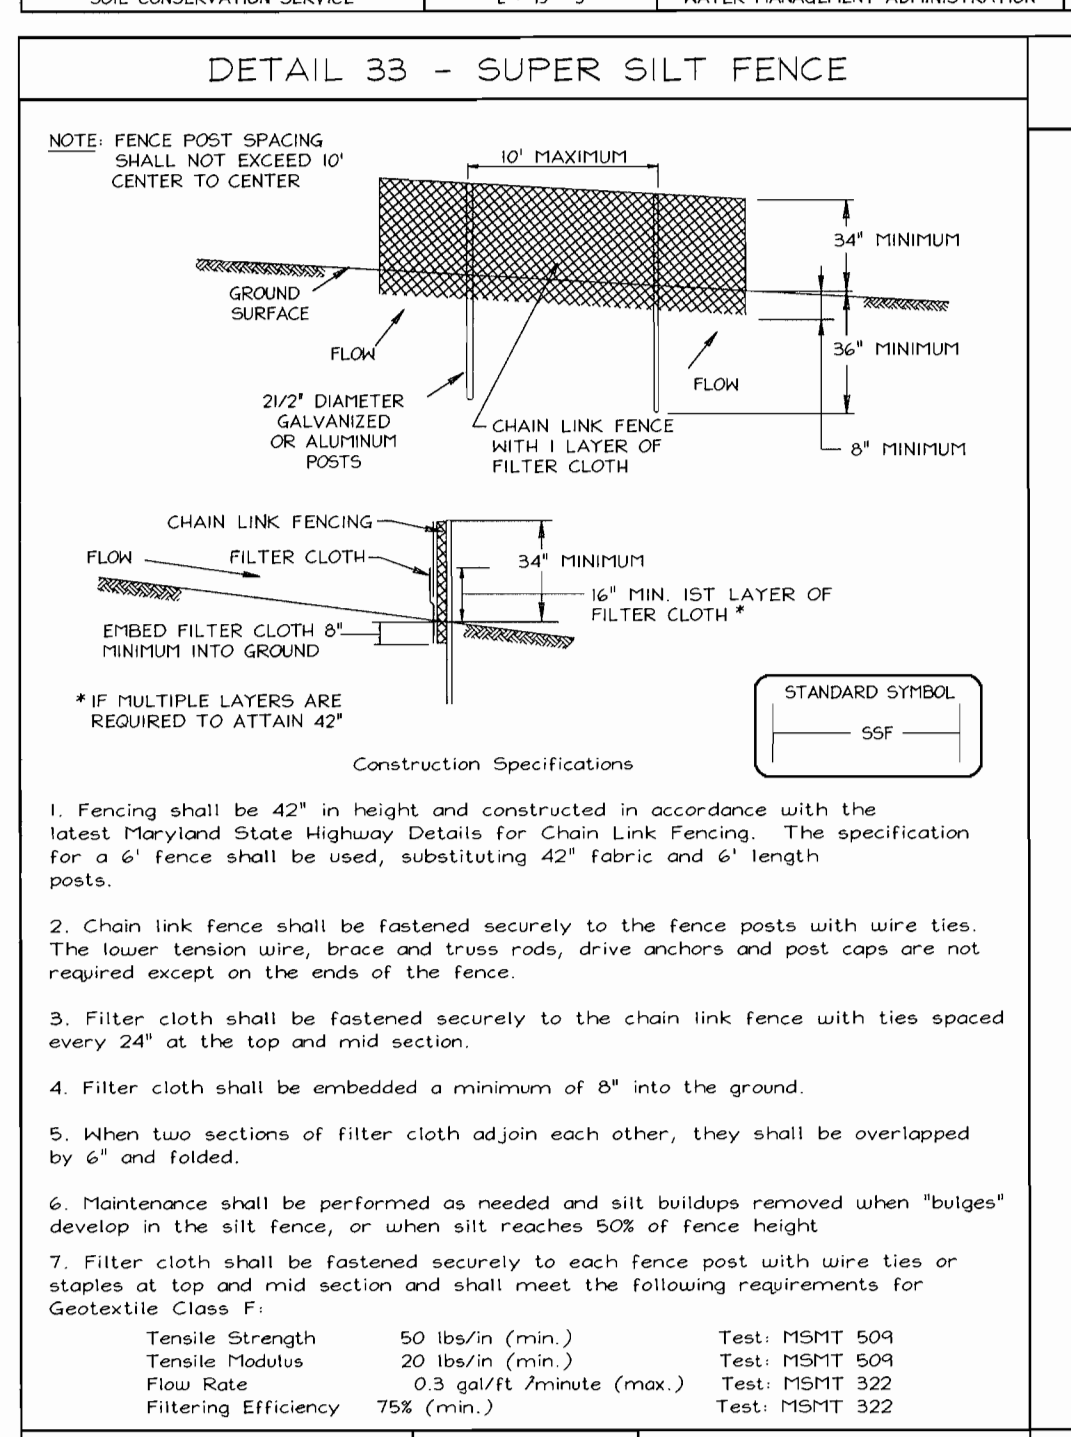 SOIL CONSERVATION SERVICE
WATER MANAGEMENT ADMINISTRATION
DETAIL 33 - SUPER SILT FENCE
NOTE: FENCE POST SPACING
SHALL NOT EXCEED 10'
CENTER TO CENTER
10' MAXIMUM
34" MINIMUM
GROUND
SURFACE
FLOW
36" MINIMUM
FLOW
2 1/2" DIAMETER
GALVANIZED
OR ALUMINUM
POSTS
CHAIN LINK FENCE
WITH 1 LAYER OF
FILTER CLOTH
8" MINIMUM
CHAIN LINK FENCING
FLOW
FILTER CLOTH
34" MINIMUM
16" MIN. 1ST LAYER OF
FILTER CLOTH *
EMBED FILTER CLOTH 8"
MINIMUM INTO GROUND
* IF MULTIPLE LAYERS ARE
REQUIRED TO ATTAIN 42"
STANDARD SYMBOL
SSF
Construction Specifications
1. Fencing shall be 42" in height and constructed in accordance with the
latest Maryland State Highway Details for Chain Link Fencing. The specification
for a 6' fence shall be used, substituting 42" fabric and 6' length
posts.
2. Chain link fence shall be fastened securely to the fence posts with wire ties.
The lower tension wire, brace and truss rods, drive anchors and post caps are not
required except on the ends of the fence.
3. Filter cloth shall be fastened securely to the chain link fence with ties spaced
every 24" at the top and mid section.
4. Filter cloth shall be embedded a minimum of 8" into the ground.
5. When two sections of filter cloth adjoin each other, they shall be overlapped
by 6" and folded.
6. Maintenance shall be performed as needed and silt buildups removed when "bulges"
develop in the silt fence, or when silt reaches 50% of fence height
7. Filter cloth shall be fastened securely to each fence post with wire ties or
staples at top and mid section and shall meet the following requirements for
Geotextile Class F:
Tensile Strength 50 lbs/in (min.) Test: MSMT 509
Tensile Modulus 20 lbs/in (min.) Test: MSMT 509
Flow Rate 0.3 gal/ft /minute (max.) Test: MSMT 322
Filtering Efficiency 75% (min.) Test: MSMT 322